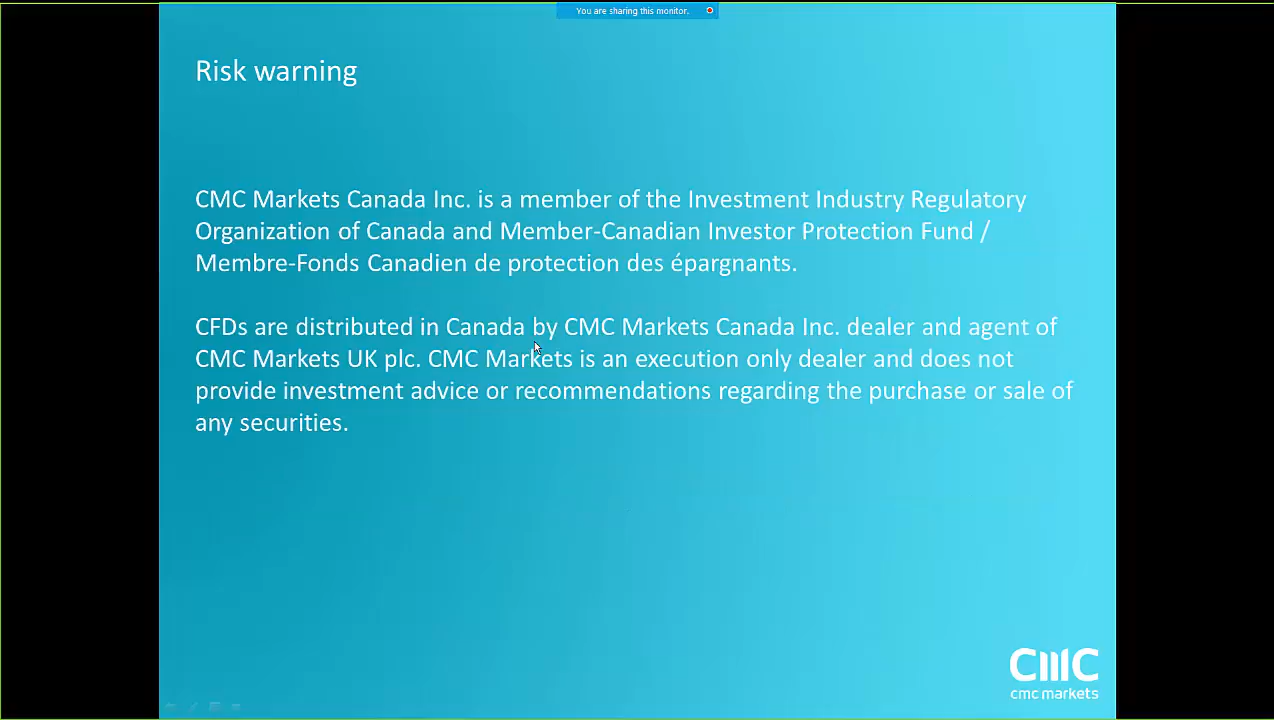 You are sharing this monitor.
Risk warning
CMC Markets Canada Inc. is a member of the Investment Industry Regulatory
Organization of Canada and Member-Canadian Investor Protection Fund /
Membre-Fonds Canadien de protection des épargnants.
CFDs are distributed in Canada by CMC Markets Canada Inc. dealer and agent of
CMC Markets UK plc. CMC Markets is an execution only dealer and does not
provide investment advice or recommendations regarding the purchase or sale of
any securities.
CMC
cmc markets